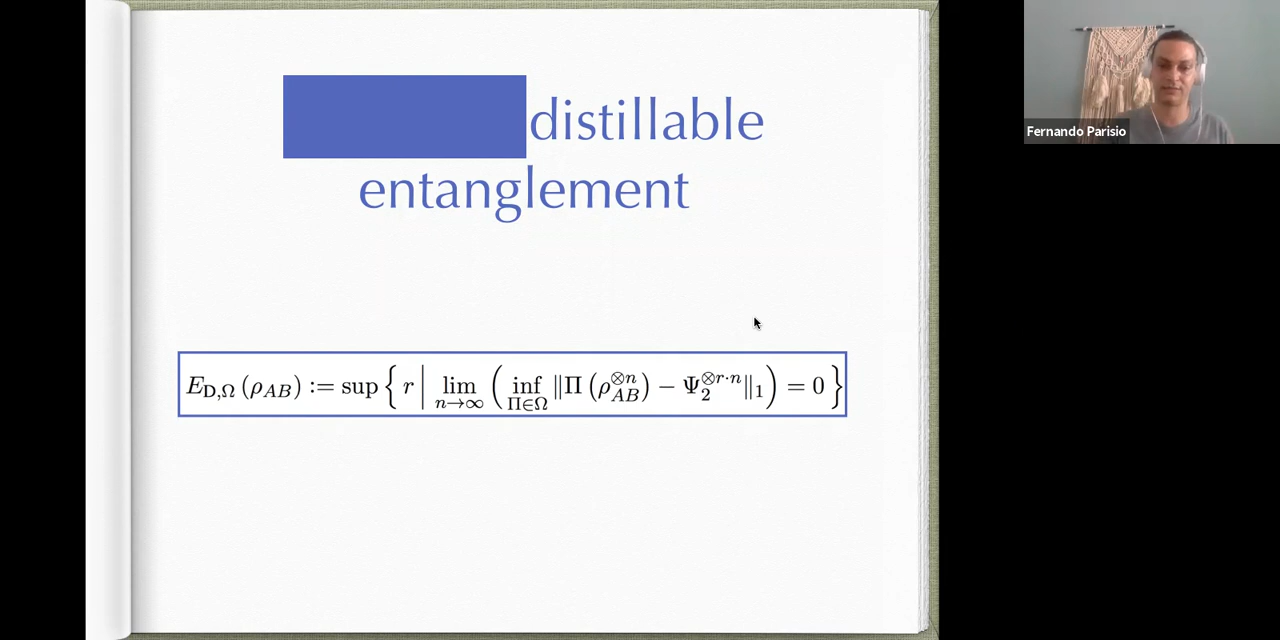 distillable
entanglement
E_{D,Ω} (ρ_{AB}) := sup { r | lim_{n→∞} ( inf_{Π∈Ω} ‖Π (ρ_{AB}^{⊗n}) − Ψ_2^{⊗r·n}‖_1 ) = 0 }
Fernando Parisio